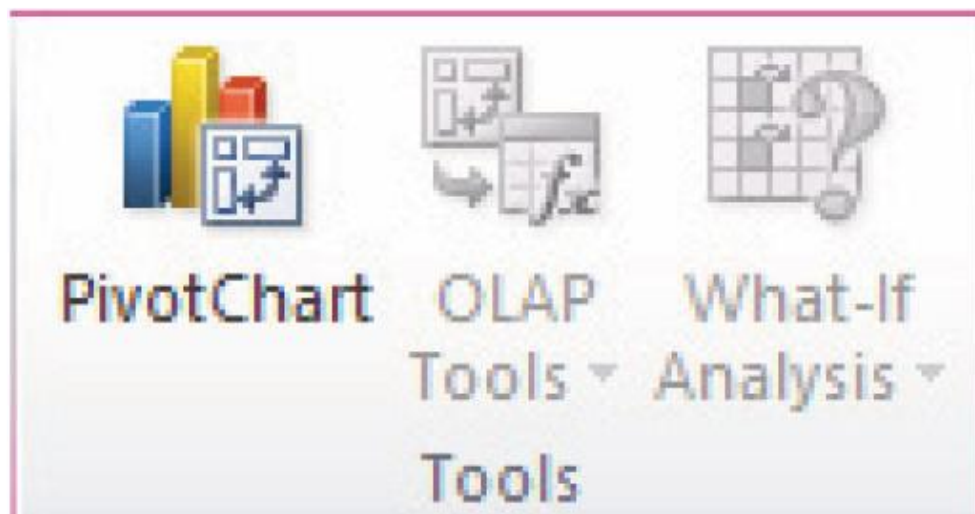 PivotChart
OLAP
Tools
What-If
Analysis
Tools